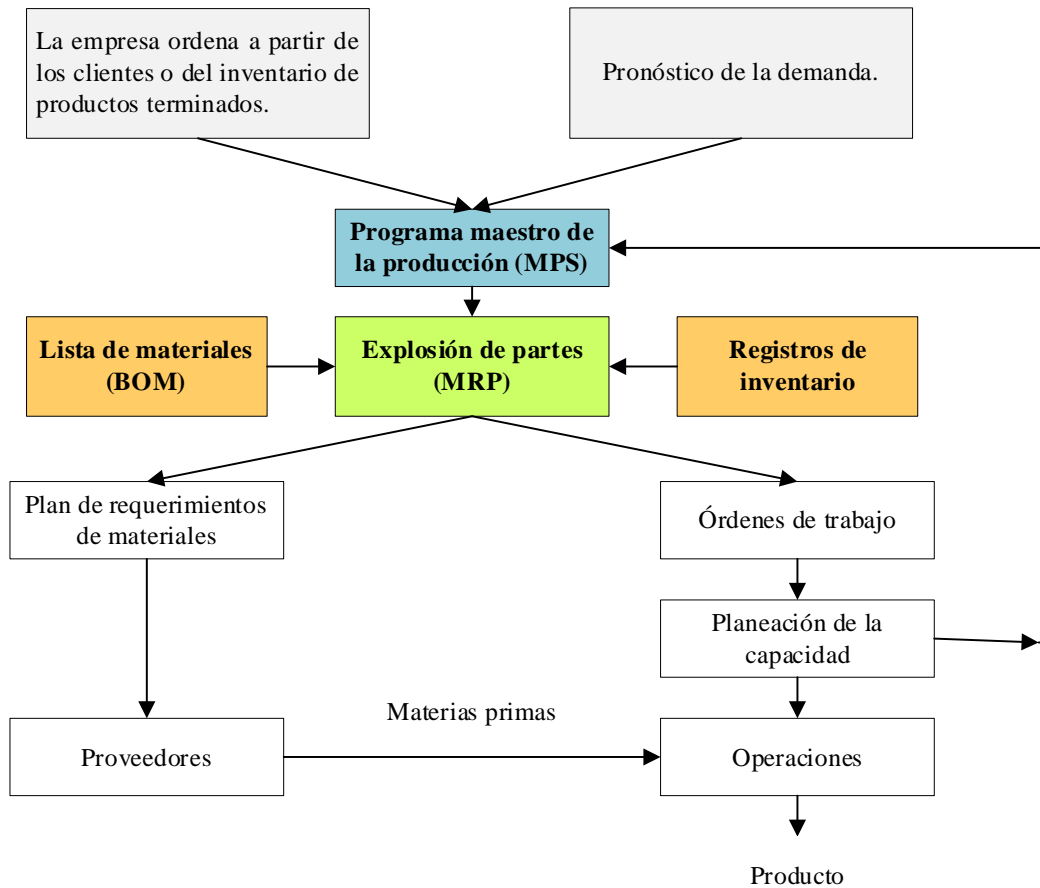 La empresa ordena a partir de
los clientes o del inventario de
productos terminados.
Pronóstico de la demanda.
Programa maestro de
la producción (MPS)
Lista de materiales
(BOM)
Explosión de partes
(MRP)
Registros de
inventario
Plan de requerimientos
de materiales
Órdenes de trabajo
Planeación de la
capacidad
Materias primas
Proveedores
Operaciones
Producto